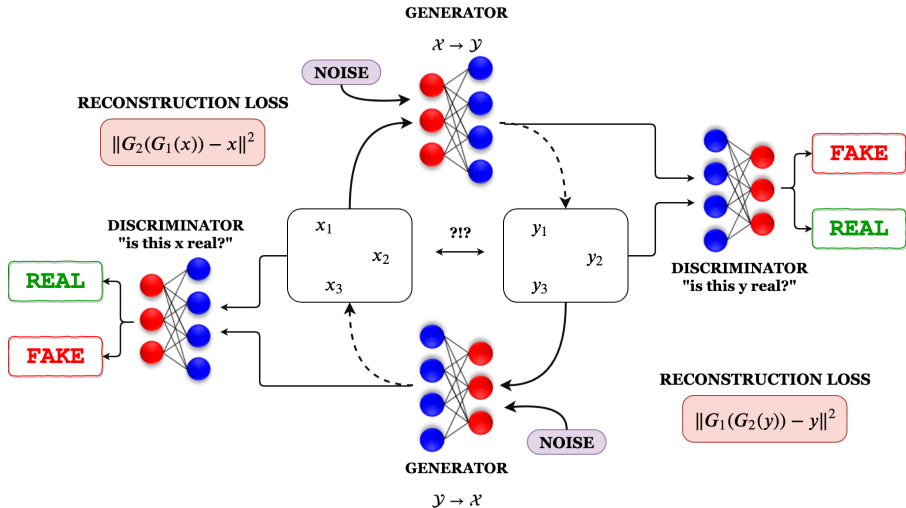 GENERATOR
𝒳 → 𝒴
NOISE
RECONSTRUCTION LOSS
‖G₂(G₁(x)) − x‖²
FAKE
REAL
DISCRIMINATOR
"is this x real?"
x₁
x₂
x₃
?!?
y₁
y₂
y₃
DISCRIMINATOR
"is this y real?"
REAL
FAKE
RECONSTRUCTION LOSS
‖G₁(G₂(y)) − y‖²
NOISE
GENERATOR
𝒴 → 𝒳